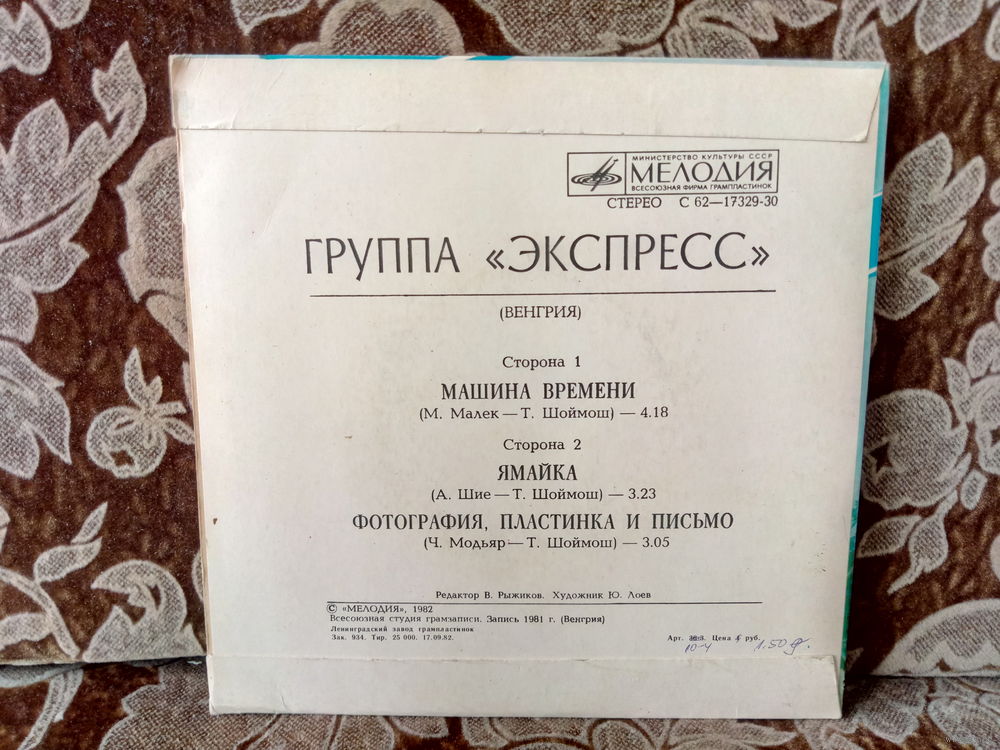 МИНИСТЕРСТВО КУЛЬТУРЫ СССР
МЕЛОДИЯ
ВСЕСОЮЗНАЯ ФИРМА ГРАМПЛАСТИНОК
СТЕРЕО С 62—17329-30
ГРУППА «ЭКСПРЕСС»
(ВЕНГРИЯ)
Сторона 1
МАШИНА ВРЕМЕНИ
(М. Малек — Т. Шоймош) — 4.18
Сторона 2
ЯМАЙКА
(А. Шие — Т. Шоймош) — 3.23
ФОТОГРАФИЯ, ПЛАСТИНКА И ПИСЬМО
(Ч. Модьяр — Т. Шоймош) — 3.05
Редактор В. Рыжиков. Художник Ю. Лоев
© «МЕЛОДИЯ», 1982
Всесоюзная студия грамзаписи. Запись 1981 г. (Венгрия)
Ленинградский завод грампластинок
Зак. 934. Тир. 25 000. 17.09.82.
Арт. Цена руб.
10-4 1.50